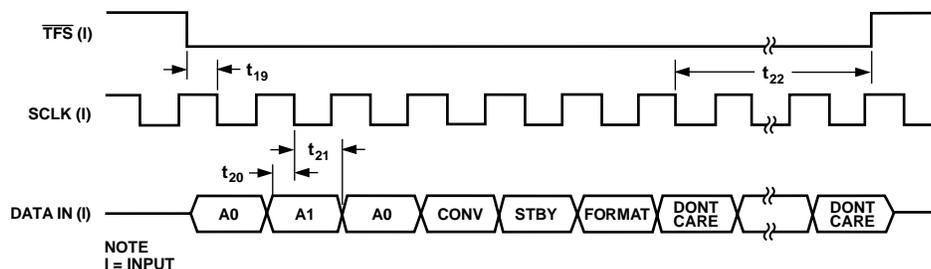 TFS (I)
t19
t22
SCLK (I)
t21
t20
DATA IN (I)
A0
A1
A0
CONV
STBY
FORMAT
DONT
CARE
DONT
CARE
NOTE
I = INPUT